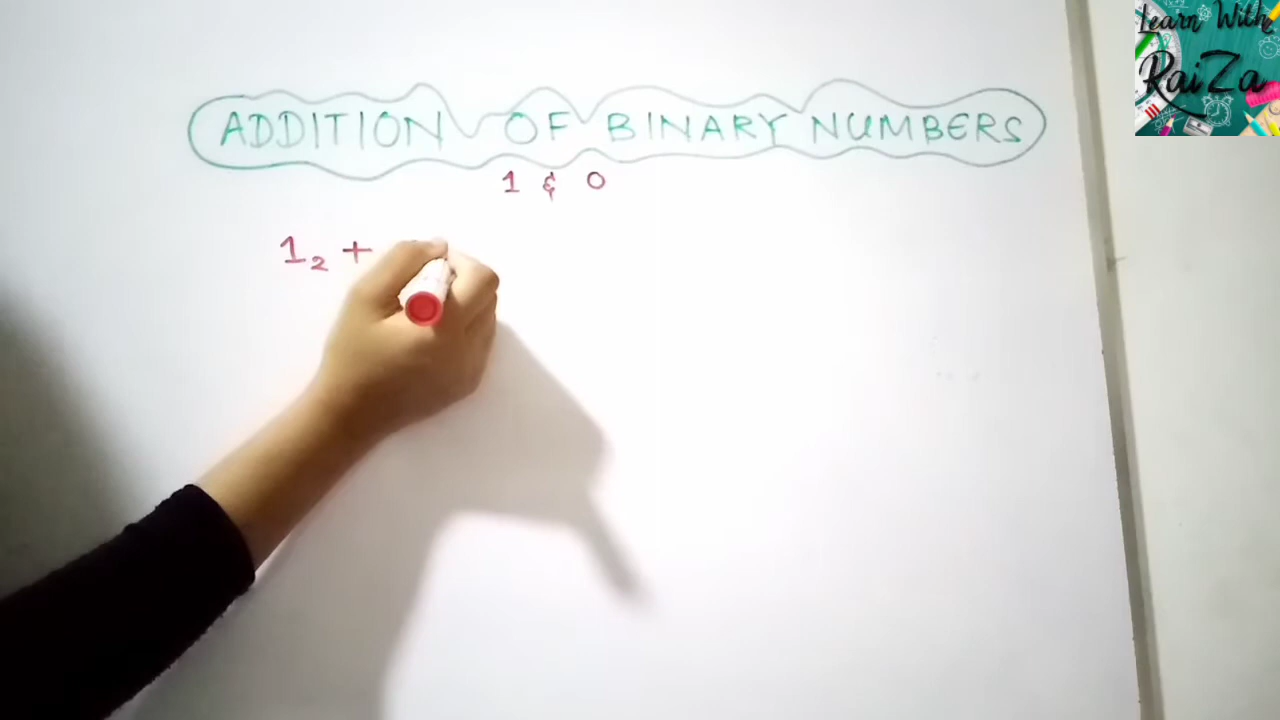 Learn With
RaiZa
ADDITION OF BINARY NUMBERS
1 & 0
1₂ +